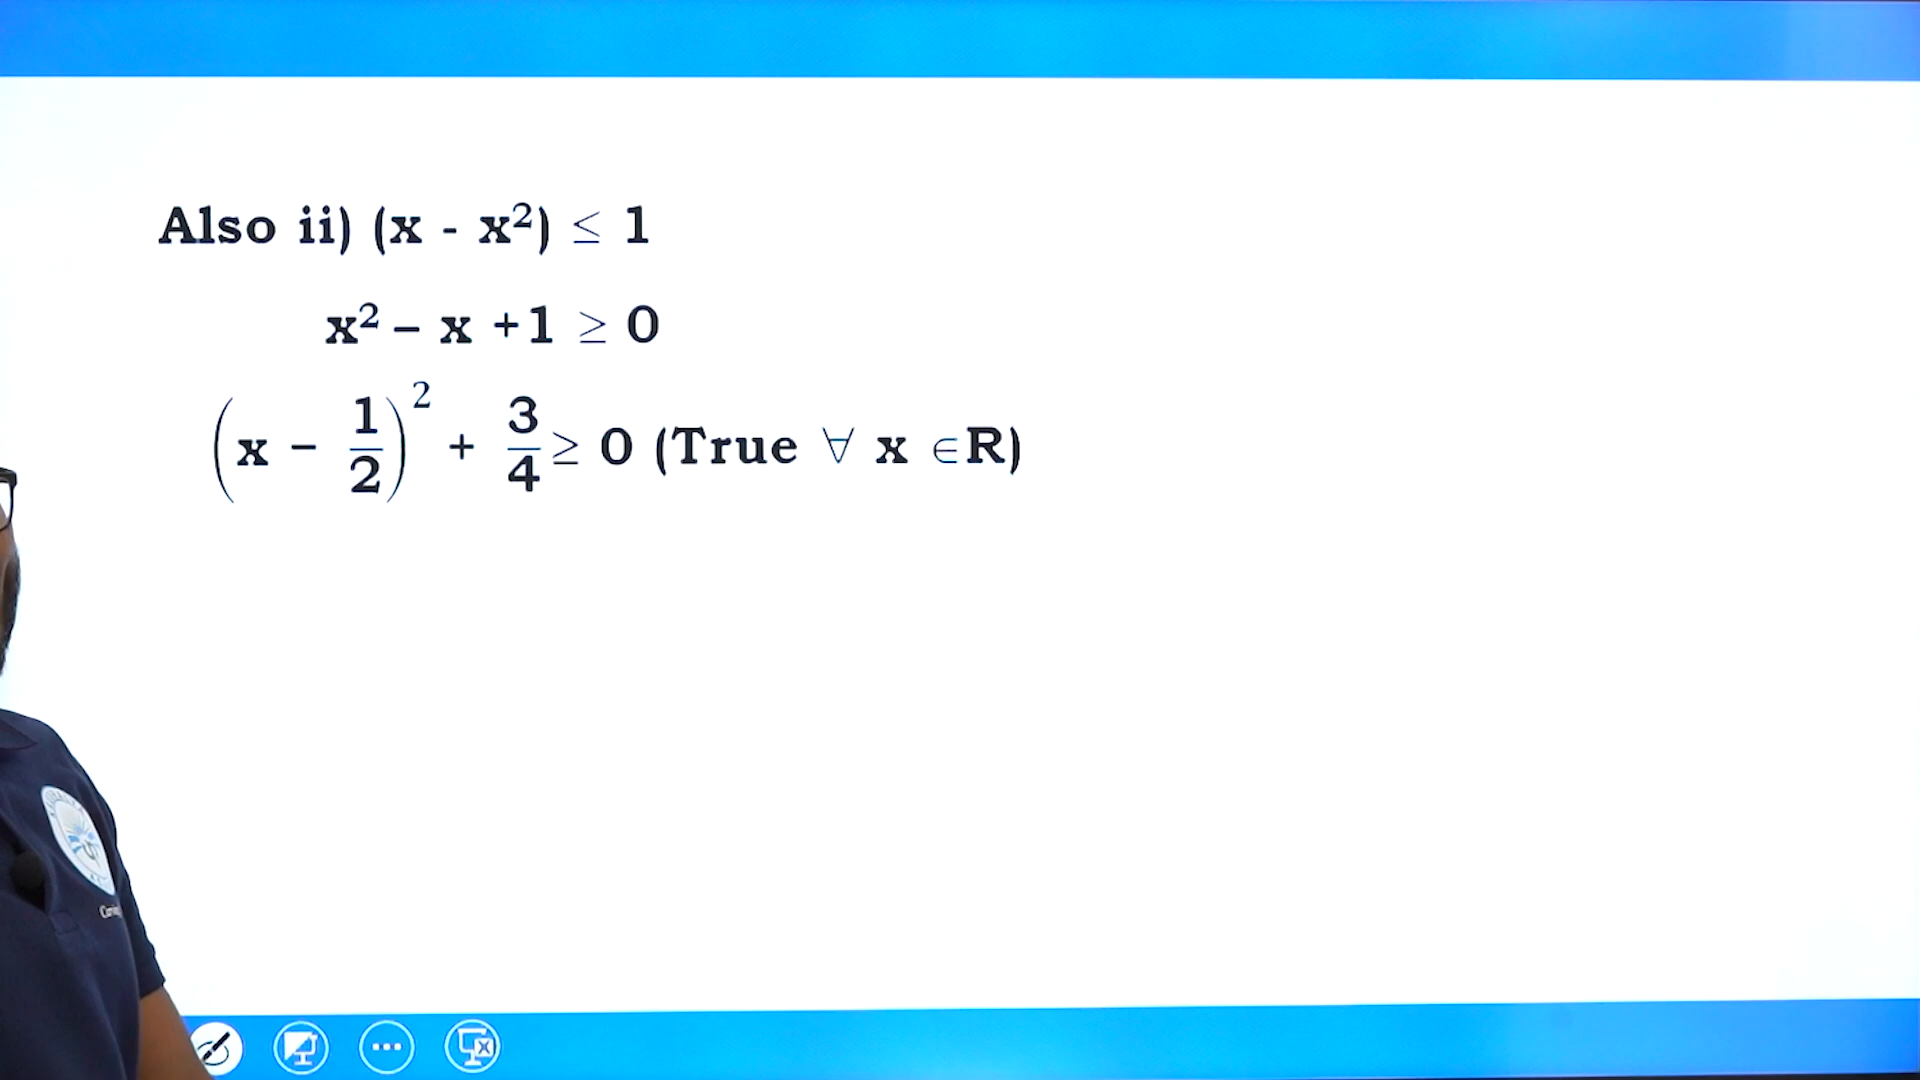 Also ii) (x - x²) ≤ 1
x² – x +1 ≥ 0
(x − 1/2)² + 3/4 ≥ 0 (True ∀ x ∈R)